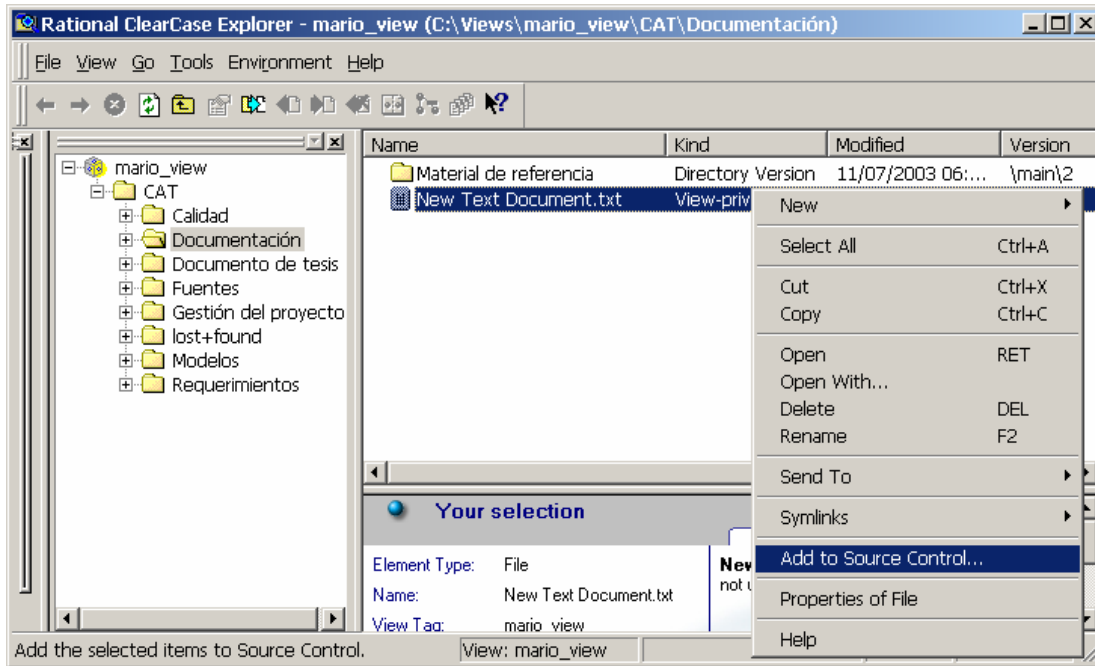 Rational ClearCase Explorer - mario_view (C:\Views\mario_view\CAT\Documentación)
File View Go Tools Environment Help
mario_view
CAT
Calidad
Documentación
Documento de tesis
Fuentes
Gestión del proyecto
lost+found
Modelos
Requerimientos
Name Kind Modified Version
Material de referencia Directory Version 11/07/2003 06:... \main\2
New Text Document.txt View-priv
New
Select All Ctrl+A
Cut Ctrl+X
Copy Ctrl+C
Open RET
Open With...
Delete DEL
Rename F2
Send To
Symlinks
Add to Source Control...
Properties of File
Help
Your selection
Element Type: File
Name: New Text Document.txt
View Tag: mario_view
New
not u
Add the selected items to Source Control. View: mario_view